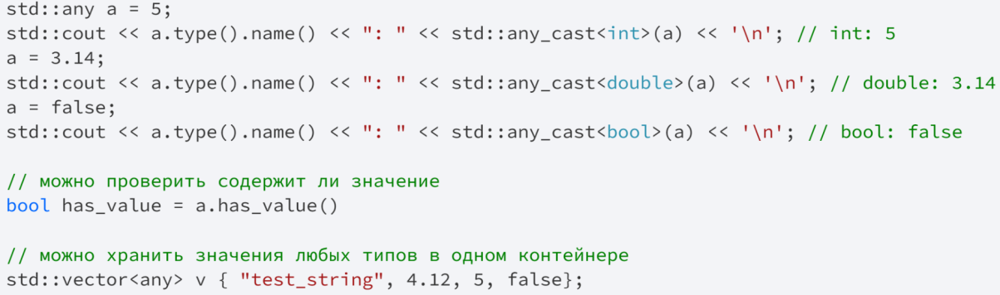 std::any a = 5;
std::cout << a.type().name() << ": " << std::any_cast<int>(a) << '\n'; // int: 5
a = 3.14;
std::cout << a.type().name() << ": " << std::any_cast<double>(a) << '\n'; // double: 3.14
a = false;
std::cout << a.type().name() << ": " << std::any_cast<bool>(a) << '\n'; // bool: false
// можно проверить содержит ли значение
bool has_value = a.has_value()
// можно хранить значения любых типов в одном контейнере
std::vector<any> v { "test_string", 4.12, 5, false};